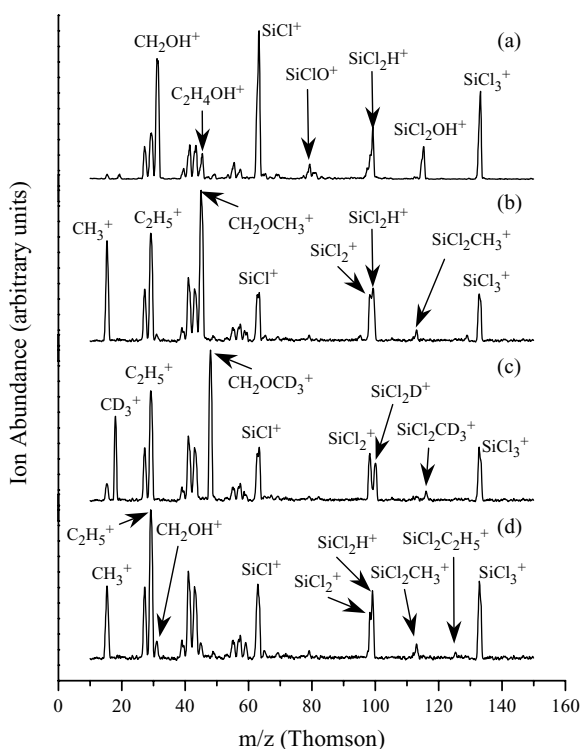 Ion Abundance (arbitrary units)
(a)
CH₂OH⁺
C₂H₄OH⁺
SiCl⁺
SiClO⁺
SiCl₂H⁺
SiCl₂OH⁺
SiCl₃⁺
(b)
CH₃⁺
C₂H₅⁺
CH₂OCH₃⁺
SiCl⁺
SiCl₂⁺
SiCl₂H⁺
SiCl₂CH₃⁺
SiCl₃⁺
(c)
CD₃⁺
C₂H₅⁺
CH₂OCD₃⁺
SiCl⁺
SiCl₂⁺
SiCl₂D⁺
SiCl₂CD₃⁺
SiCl₃⁺
(d)
CH₃⁺
C₂H₅⁺
CH₂OH⁺
SiCl⁺
SiCl₂⁺
SiCl₂H⁺
SiCl₂CH₃⁺
SiCl₂C₂H₅⁺
SiCl₃⁺
0 20 40 60 80 100 120 140 160
m/z (Thomson)